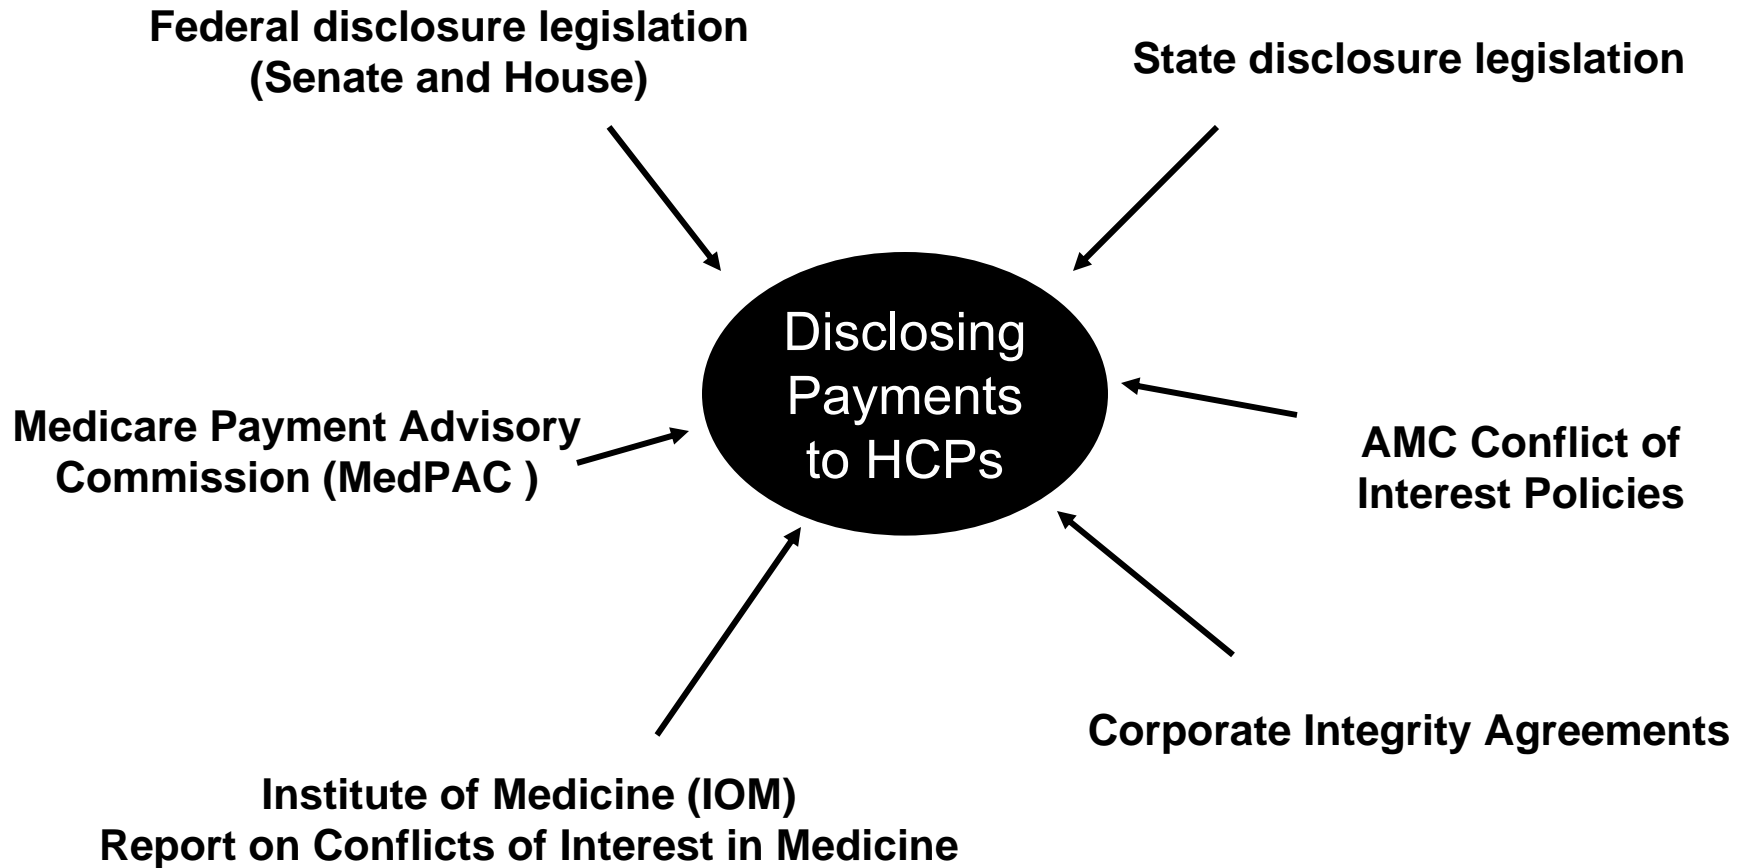 Federal disclosure legislation
(Senate and House)
State disclosure legislation
Disclosing
Payments
to HCPs
Medicare Payment Advisory
Commission (MedPAC )
AMC Conflict of
Interest Policies
Corporate Integrity Agreements
Institute of Medicine (IOM)
Report on Conflicts of Interest in Medicine